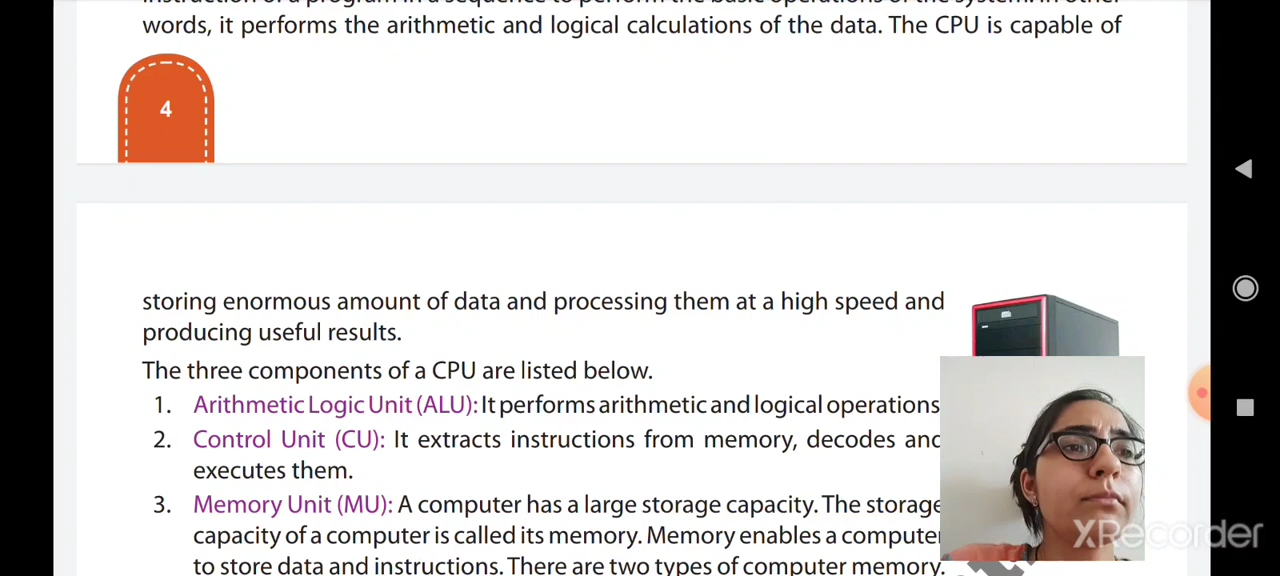 words, it performs the arithmetic and logical calculations of the data. The CPU is capable of
4
storing enormous amount of data and processing them at a high speed and
producing useful results.
The three components of a CPU are listed below.
1. Arithmetic Logic Unit (ALU): It performs arithmetic and logical operations
2. Control Unit (CU): It extracts instructions from memory, decodes and
executes them.
3. Memory Unit (MU): A computer has a large storage capacity. The storage
capacity of a computer is called its memory. Memory enables a computer
to store data and instructions. There are two types of computer memory.
XRecorder